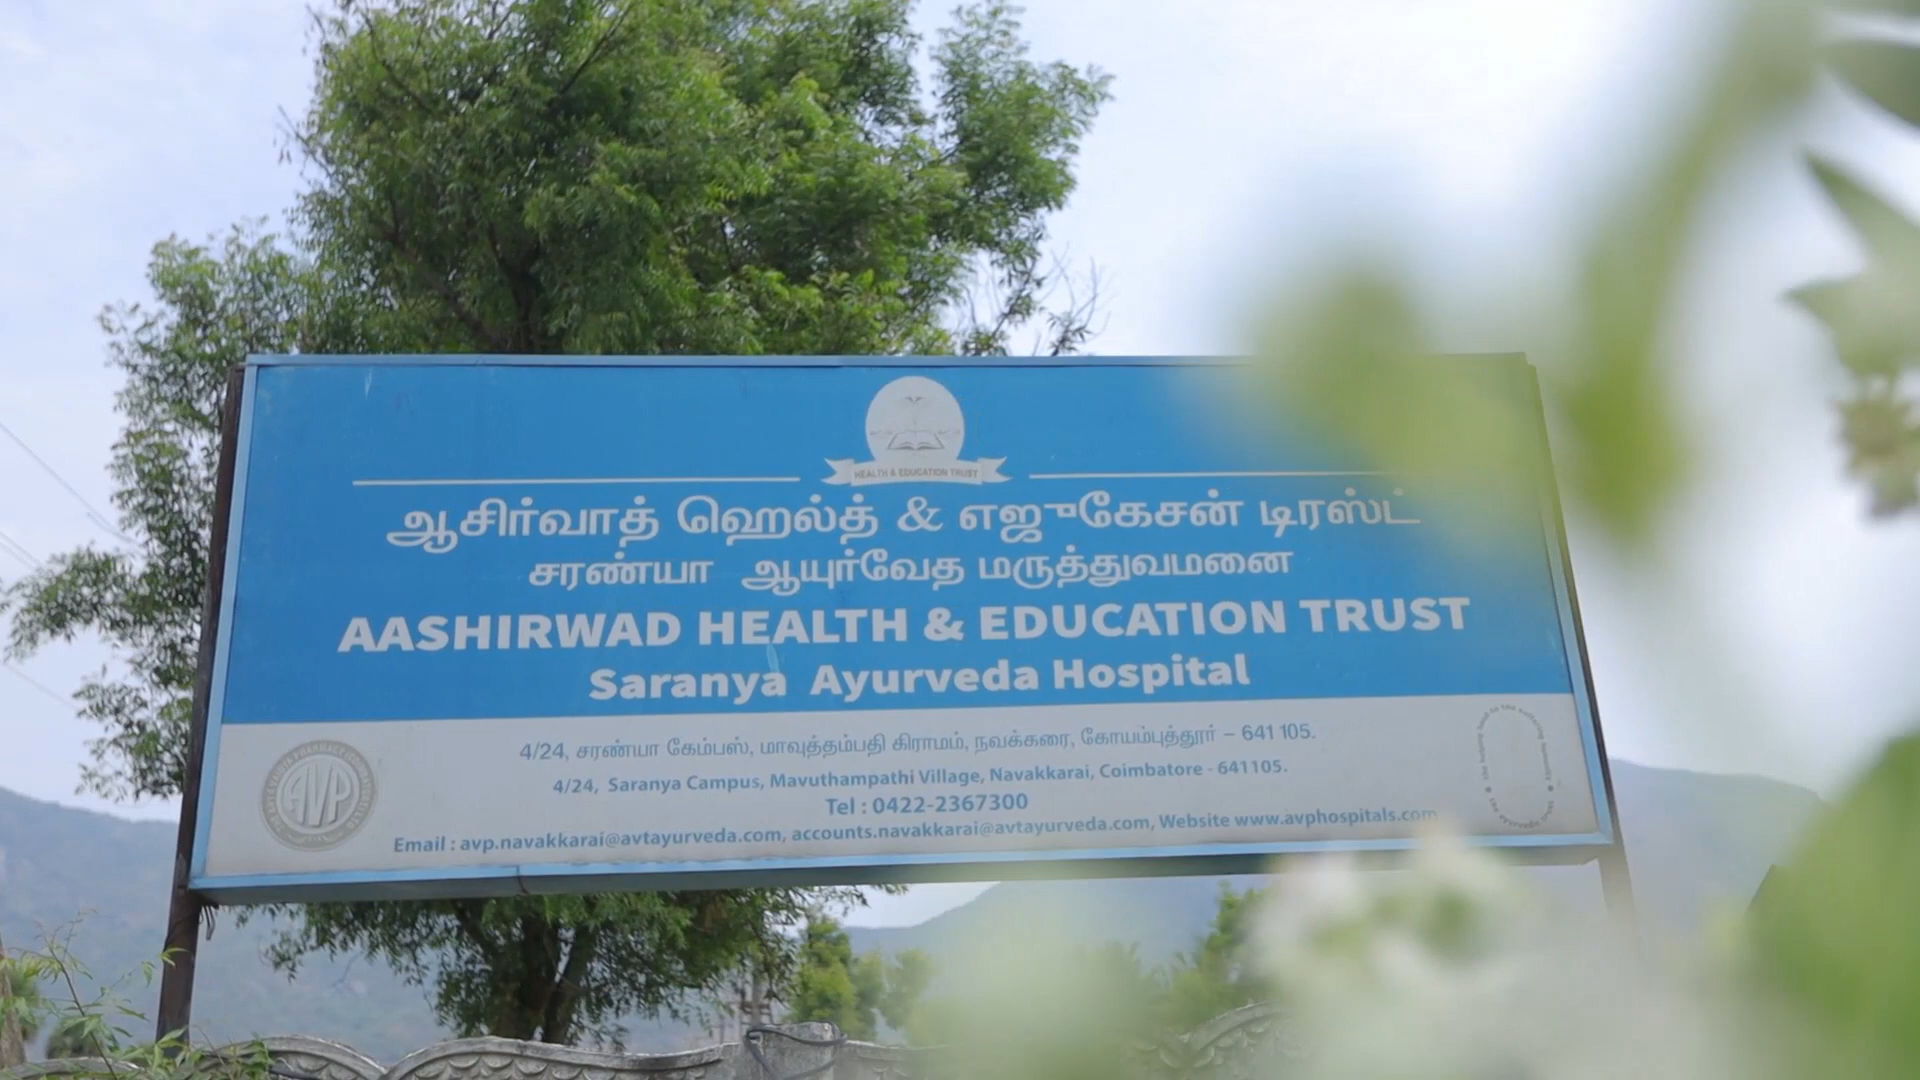 HEALTH & EDUCATION TRUST
ஆசிர்வாத் ஹெல்த் & எஜுகேசன் டிரஸ்ட்
சரண்யா ஆயுர்வேத மருத்துவமனை
AASHIRWAD HEALTH & EDUCATION TRUST
Saranya Ayurveda Hospital
4/24, சரண்யா கேம்பஸ், மாவுத்தம்பதி கிராமம், நவக்கரை, கோயம்புத்தூர் – 641 105.
4/24, Saranya Campus, Mavuthampathi Village, Navakkarai, Coimbatore - 641105.
Tel : 0422-2367300
Email : avp.navakkarai@avtayurveda.com, accounts.navakkarai@avtayurveda.com, Website www.avphospitals.com
AVP